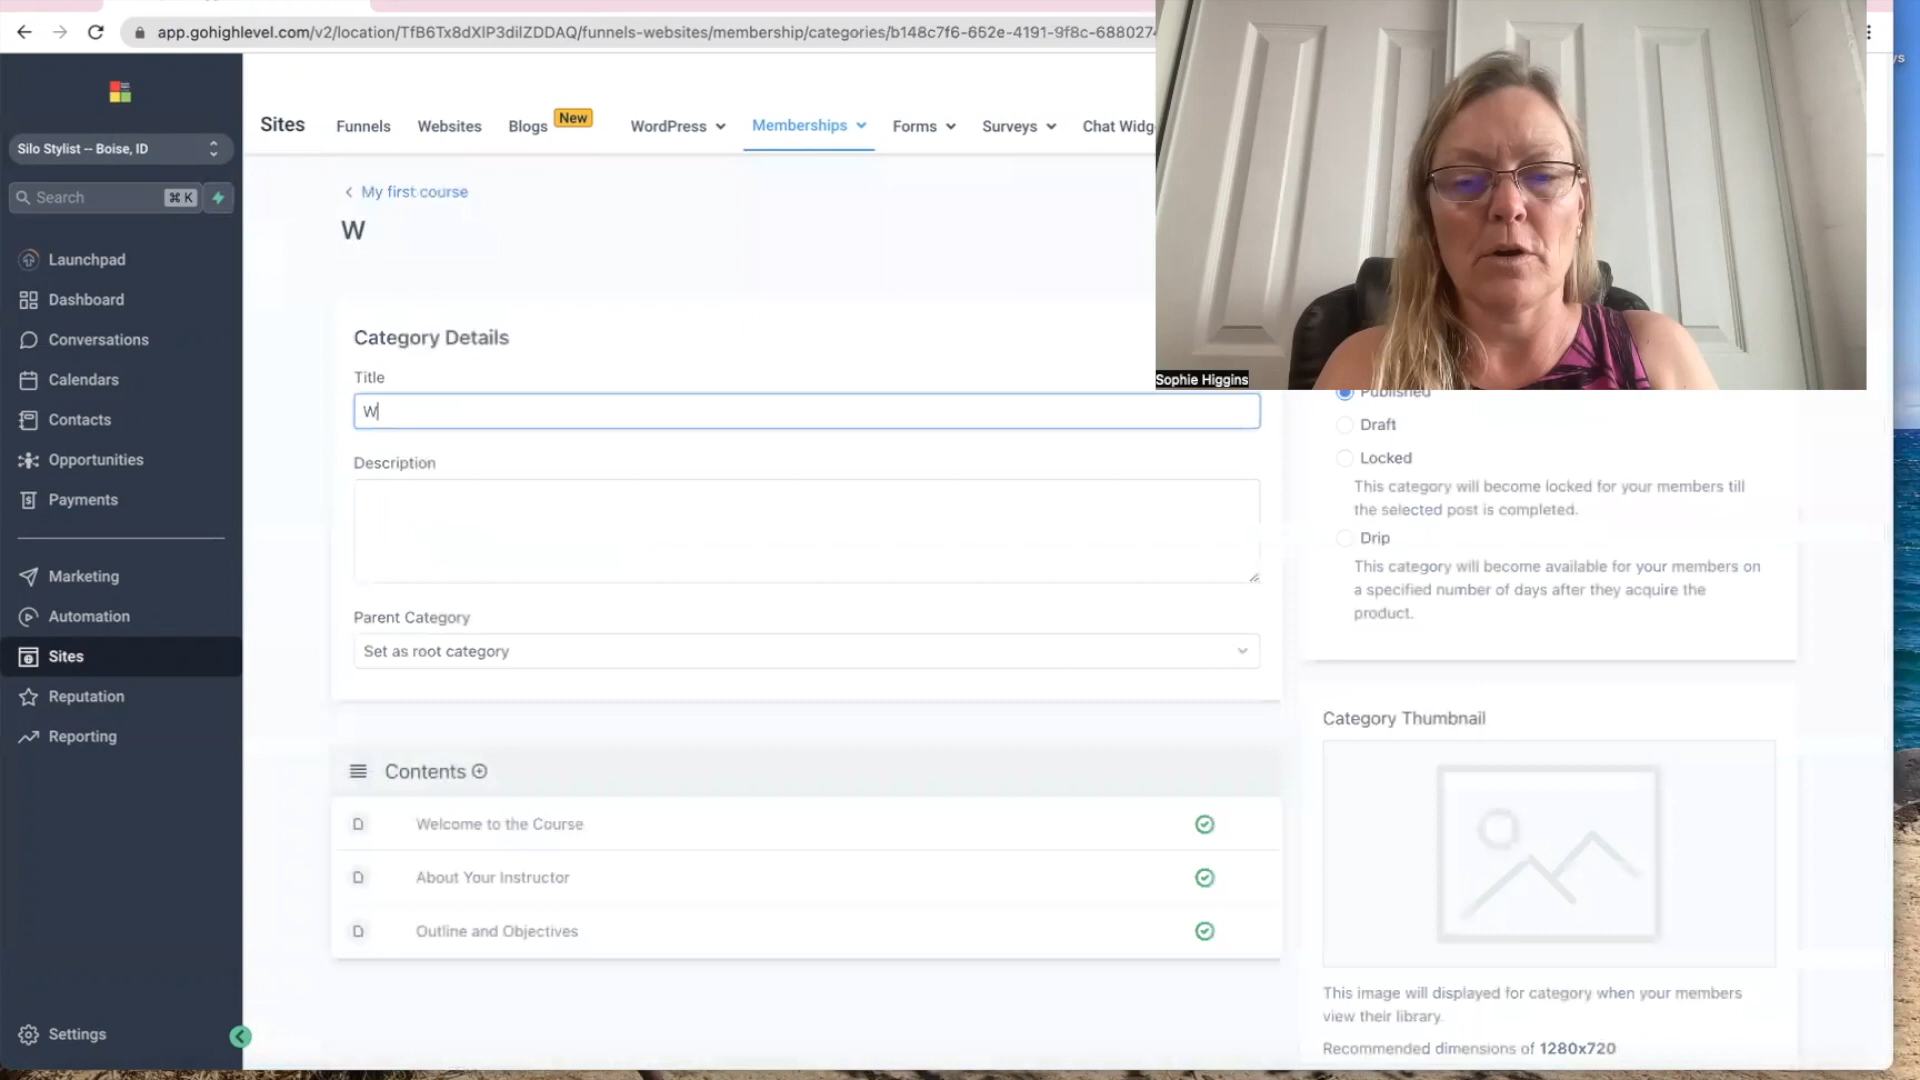 app.gohighlevel.com/v2/location/TfB6Tx8dXlP3dilZDDAQ/funnels-websites/membership/categories/b148c7f6-652e-4191-9f8c-6880274
Silo Stylist -- Boise, ID
Search ⌘ K
Launchpad
Dashboard
Conversations
Calendars
Contacts
Opportunities
Payments
Marketing
Automation
Sites
Reputation
Reporting
Settings
Sites Funnels Websites Blogs New WordPress Memberships Forms Surveys Chat Widg
My first course
W
Category Details
Title
W
Description
Parent Category
Set as root category
Contents
Welcome to the Course
About Your Instructor
Outline and Objectives
Sophie Higgins
Published
Draft
Locked
This category will become locked for your members till
the selected post is completed.
Drip
This category will become available for your members on
a specified number of days after they acquire the
product.
Category Thumbnail
This image will displayed for category when your members
view their library.
Recommended dimensions of 1280x720